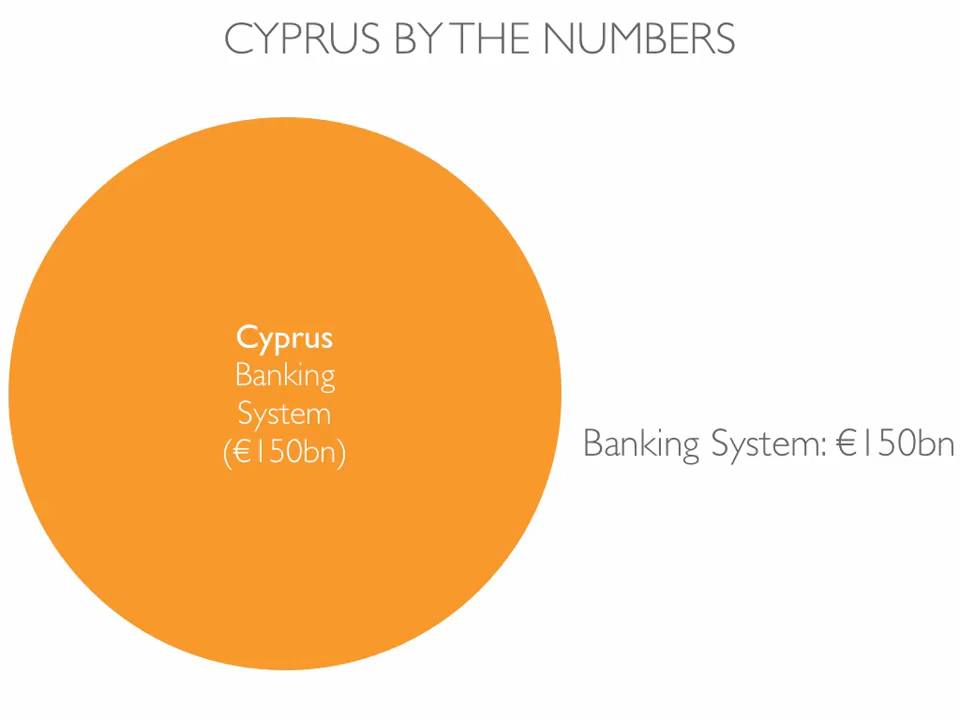 CYPRUS BY THE NUMBERS
Cyprus
Banking
System
(€150bn)
Banking System: €150bn